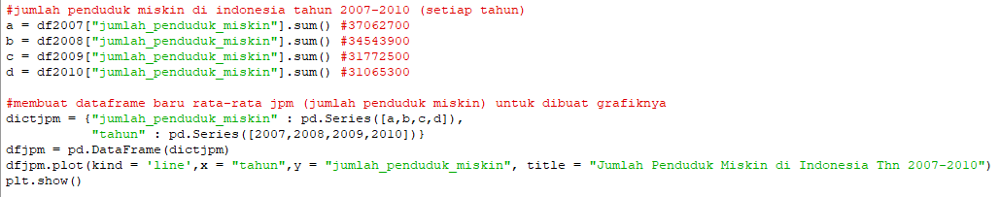 #jumlah penduduk miskin di indonesia tahun 2007-2010 (setiap tahun)
a = df2007["jumlah_penduduk_miskin"].sum() #37062700
b = df2008["jumlah_penduduk_miskin"].sum() #34543900
c = df2009["jumlah_penduduk_miskin"].sum() #31772500
d = df2010["jumlah_penduduk_miskin"].sum() #31065300

#membuat dataframe baru rata-rata jpm (jumlah penduduk miskin) untuk dibuat grafiknya
dictjpm = {"jumlah_penduduk_miskin" : pd.Series([a,b,c,d]),
           "tahun" : pd.Series([2007,2008,2009,2010])}
dfjpm = pd.DataFrame(dictjpm)
dfjpm.plot(kind = 'line',x = "tahun",y = "jumlah_penduduk_miskin", title = "Jumlah Penduduk Miskin di Indonesia Thn 2007-2010")
plt.show()